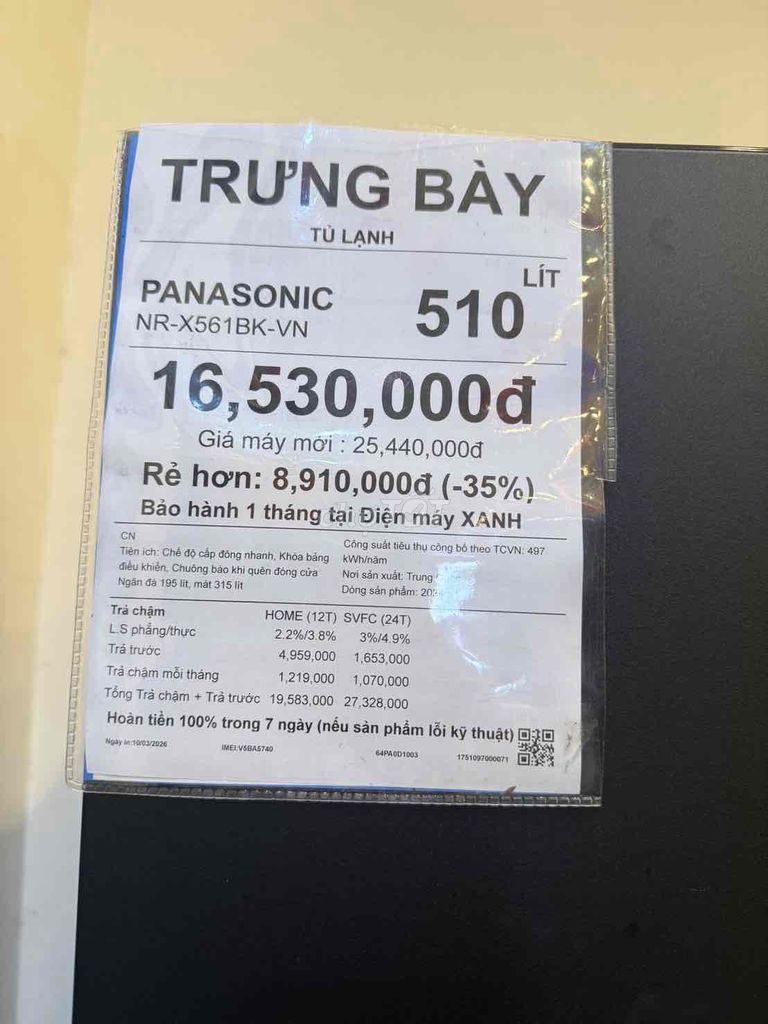 TRƯNG BÀY
TỦ LẠNH
PANASONIC
NR-X561BK-VN
510 LÍT
16,530,000đ
Giá máy mới : 25,440,000đ
Rẻ hơn: 8,910,000đ (-35%)
Bảo hành 1 tháng tại Điện máy XANH
CN
Tiện ích: Chế độ cấp đông nhanh, Khóa bảng
điều khiển, Chuông báo khi quên đóng cửa
Ngăn đá 195 lít, mát 315 lít
Công suất tiêu thụ công bố theo TCVN: 497
kWh/năm
Nơi sản xuất: Trung
Dòng sản phẩm:
Trả chậm HOME (12T) SVFC (24T)
L.S phẳng/thực 2.2%/3.8% 3%/4.9%
Trả trước 4,959,000 1,653,000
Trả chậm mỗi tháng 1,219,000 1,070,000
Tổng Trả chậm + Trả trước 19,583,000 27,328,000
Hoàn tiền 100% trong 7 ngày (nếu sản phẩm lỗi kỹ thuật)
Ngày in:10/03/2026 IMEI:V5BA5740 64PA0D1003 1751097000071